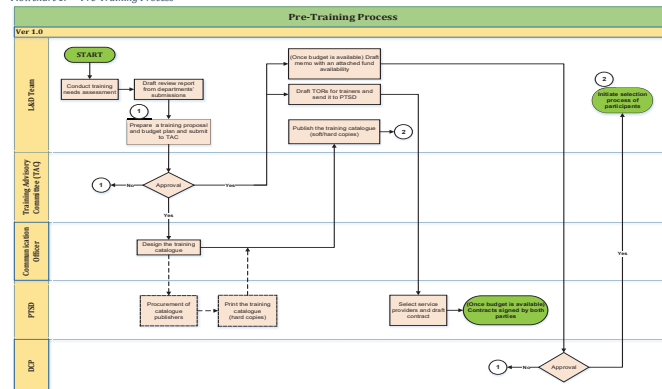 Pre-Training Process
Ver 1.0
L&D Team
START
Conduct training
needs assessment
Draft review report
from departments'
submissions
1
Prepare a training proposal
and budget plan and submit
to TAC
(Once budget is available) Draft
memo with an attached fund
availability
Draft TORs for trainers and
send it to PTSD
Publish the training catalogue
(soft/hard copies)
2
2
Initiate selection
process of
participants
Training Advisory
Committee (TAC)
1
No
Approval
Yes
Yes
Communication
Officer
Design the training
catalogue
Yes
PTSD
Procurement of
catalogue
publishers
Print the training
catalogue
(hard copies)
Select service
providers and draft
contract
(Once budget is available)
Contracts signed by both
parties
DCP
1
No
Approval